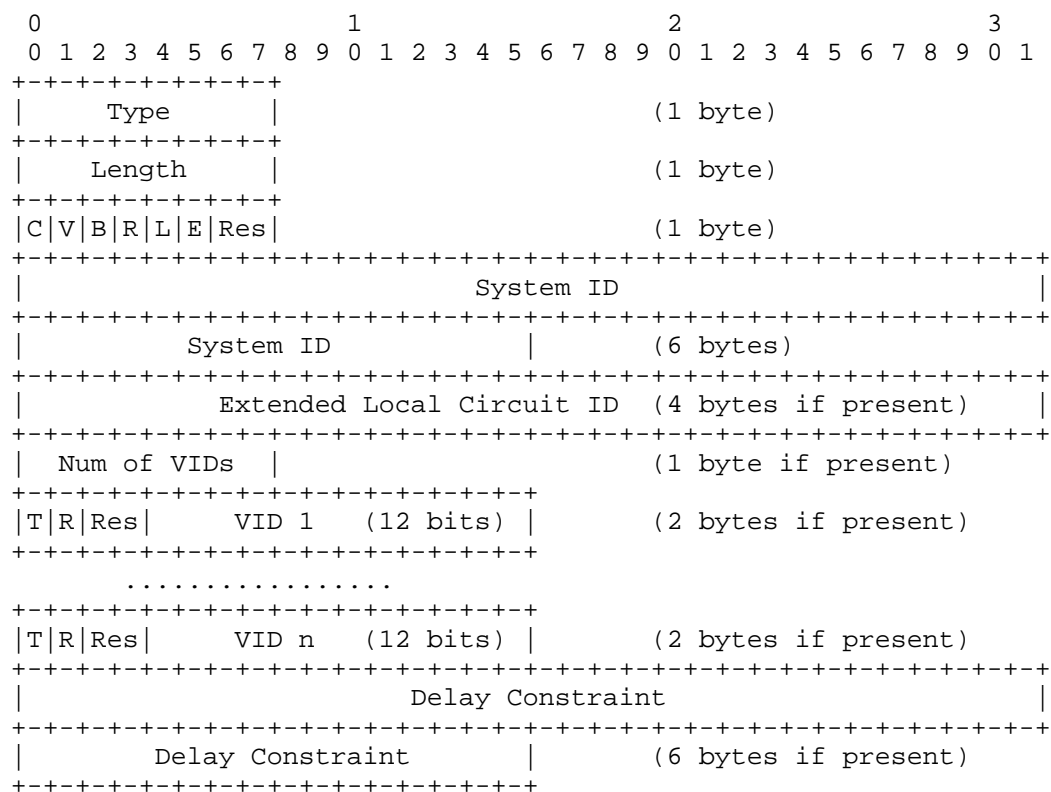 0                   1                   2                   3
 0 1 2 3 4 5 6 7 8 9 0 1 2 3 4 5 6 7 8 9 0 1 2 3 4 5 6 7 8 9 0 1
+-+-+-+-+-+-+-+-+
|     Type      |                       (1 byte)
+-+-+-+-+-+-+-+-+
|    Length     |                       (1 byte)
+-+-+-+-+-+-+-+-+
|C|V|B|R|L|E|Res|                       (1 byte)
+-+-+-+-+-+-+-+-+-+-+-+-+-+-+-+-+-+-+-+-+-+-+-+-+-+-+-+-+-+-+-+-+
|                            System ID                          |
+-+-+-+-+-+-+-+-+-+-+-+-+-+-+-+-+-+-+-+-+-+-+-+-+-+-+-+-+-+-+-+-+
|          System ID            |       (6 bytes)
+-+-+-+-+-+-+-+-+-+-+-+-+-+-+-+-+-+-+-+-+-+-+-+-+-+-+-+-+-+-+-+-+
|            Extended Local Circuit ID  (4 bytes if present)    |
+-+-+-+-+-+-+-+-+-+-+-+-+-+-+-+-+-+-+-+-+-+-+-+-+-+-+-+-+-+-+-+-+
|  Num of VIDs  |                       (1 byte if present)
+-+-+-+-+-+-+-+-+-+-+-+-+-+-+-+-+
|T|R|Res|     VID 1   (12 bits) |       (2 bytes if present)
+-+-+-+-+-+-+-+-+-+-+-+-+-+-+-+-+
       .................
+-+-+-+-+-+-+-+-+-+-+-+-+-+-+-+-+
|T|R|Res|     VID n   (12 bits) |       (2 bytes if present)
+-+-+-+-+-+-+-+-+-+-+-+-+-+-+-+-+-+-+-+-+-+-+-+-+-+-+-+-+-+-+-+-+
|                        Delay Constraint                       |
+-+-+-+-+-+-+-+-+-+-+-+-+-+-+-+-+-+-+-+-+-+-+-+-+-+-+-+-+-+-+-+-+
|        Delay Constraint       |       (6 bytes if present)
+-+-+-+-+-+-+-+-+-+-+-+-+-+-+-+-+